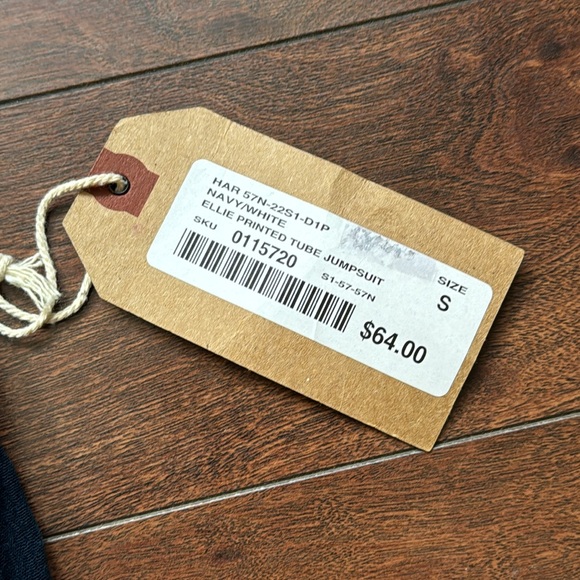 HAR 57N-22S1-D1P
NAVY/WHITE
ELLIE PRINTED TUBE JUMPSUIT
SIZE
S
SKU 0115720
S1-57-57N
$64.00